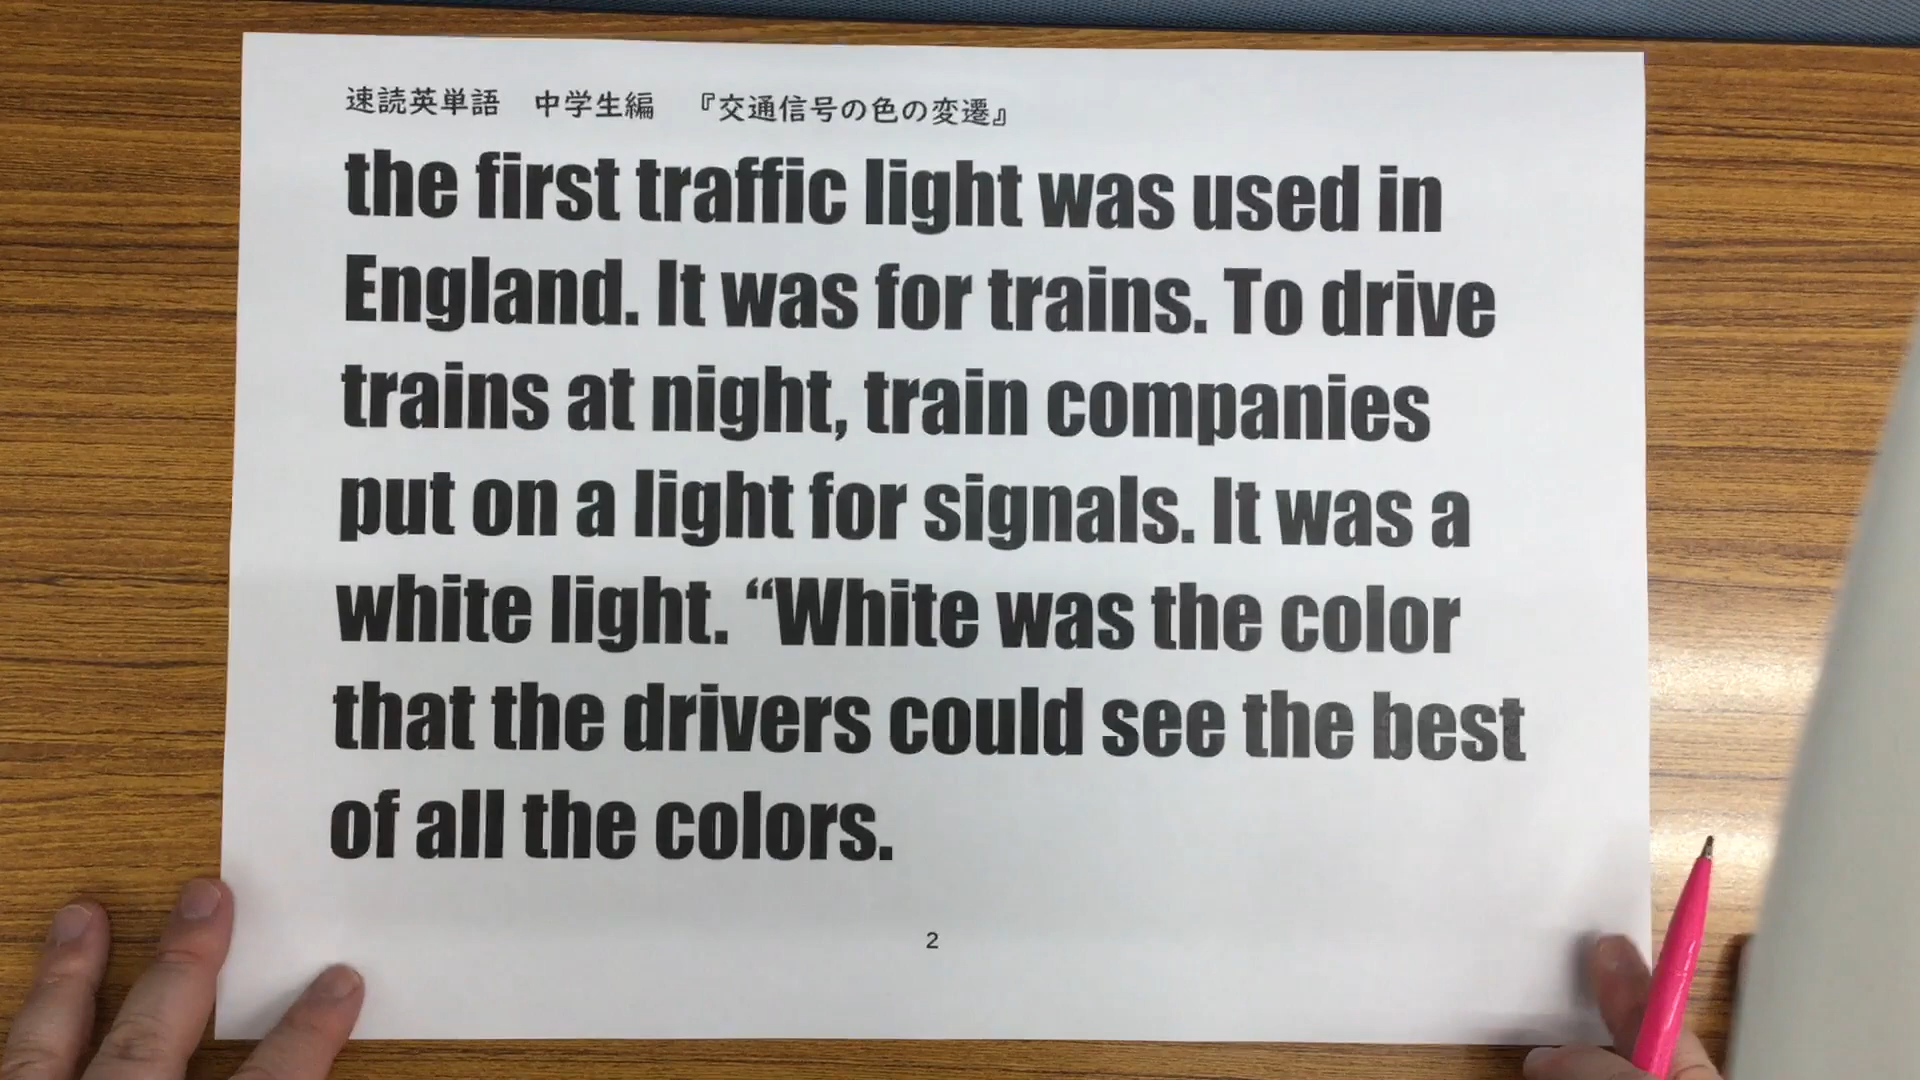 速読英単語　中学生編　『交通信号の色の変遷』
the first traffic light was used in
England. It was for trains. To drive
trains at night, train companies
put on a light for signals. It was a
white light. “White was the color
that the drivers could see the best
of all the colors.
2